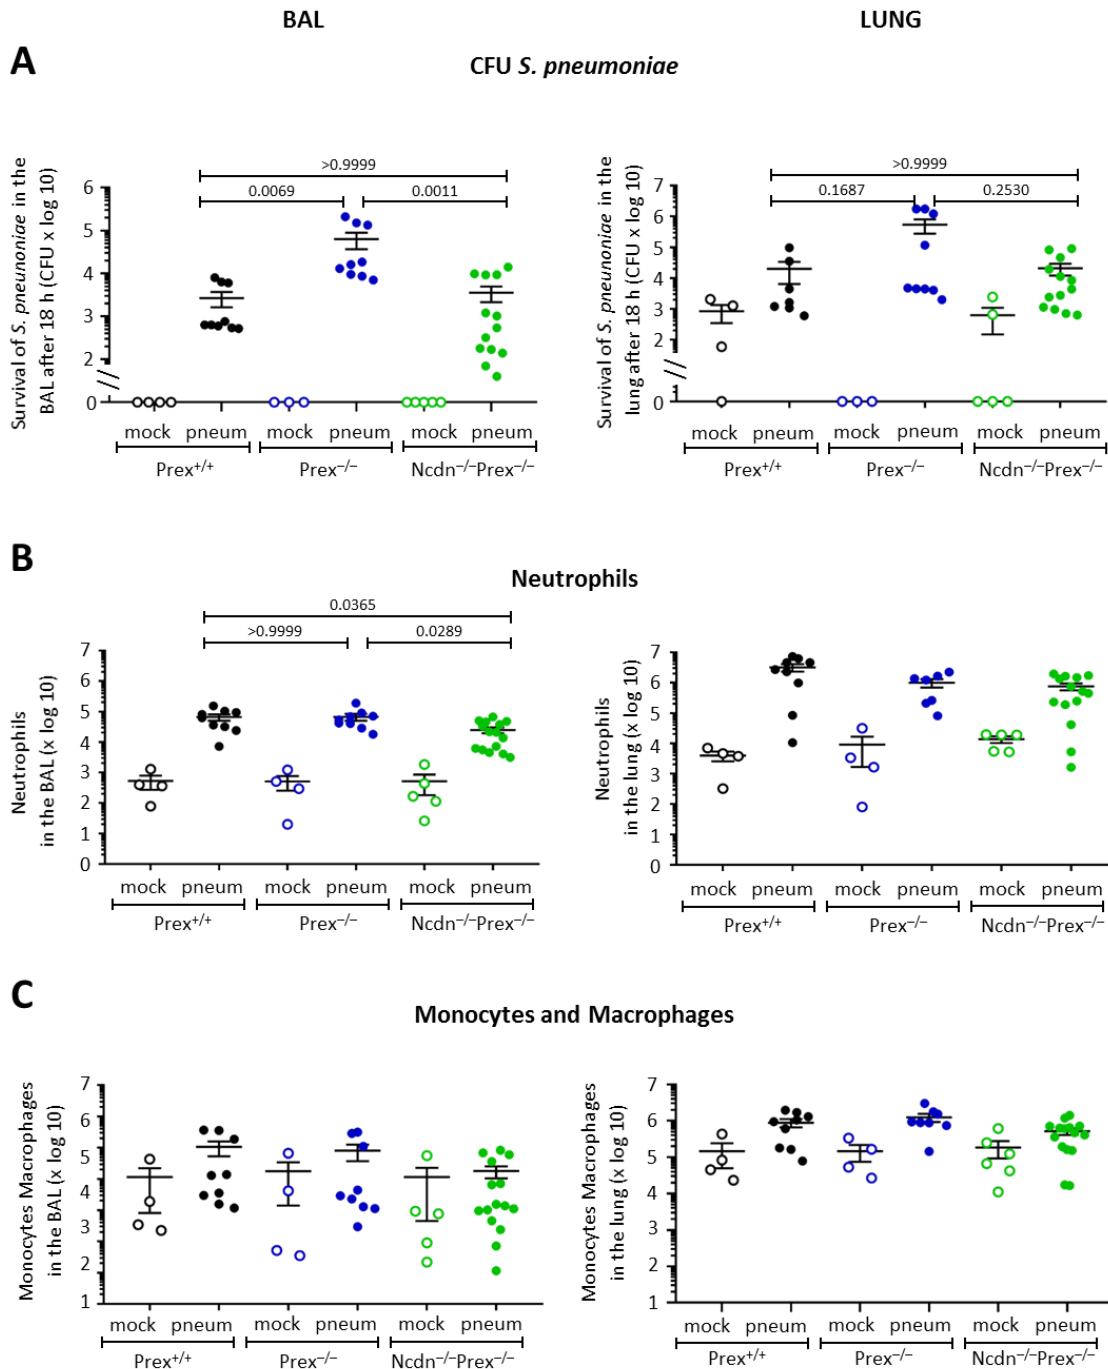 BAL
LUNG
A
CFU S. pneumoniae
>0.9999
0.0069
0.0011
Survival of S. pneunoniae in the
BAL after 18 h (CFU x log 10)
6
5
4
3
2
0
mock pneum mock pneum mock pneum
Prex+/+ Prex−/− Ncdn−/−Prex−/−
>0.9999
0.1687
0.2530
Survival of S. pneunoniae in the
lung after 18 h (CFU x log 10)
7
6
5
4
3
2
0
mock pneum mock pneum mock pneum
Prex+/+ Prex−/− Ncdn−/−Prex−/−
B
Neutrophils
0.0365
>0.9999
0.0289
Neutrophils
in the BAL (x log 10)
7
6
5
4
3
2
1
0
mock pneum mock pneum mock pneum
Prex+/+ Prex−/− Ncdn−/−Prex−/−
Neutrophils
in the lung (x log 10)
7
6
5
4
3
2
1
0
mock pneum mock pneum mock pneum
Prex+/+ Prex−/− Ncdn−/−Prex−/−
C
Monocytes and Macrophages
Monocytes Macrophages
in the BAL (x log 10)
7
6
5
4
3
2
1
mock pneum mock pneum mock pneum
Prex+/+ Prex−/− Ncdn−/−Prex−/−
Monocytes Macrophages
in the lung (x log 10)
7
6
5
4
3
2
1
mock pneum mock pneum mock pneum
Prex+/+ Prex−/− Ncdn−/−Prex−/−